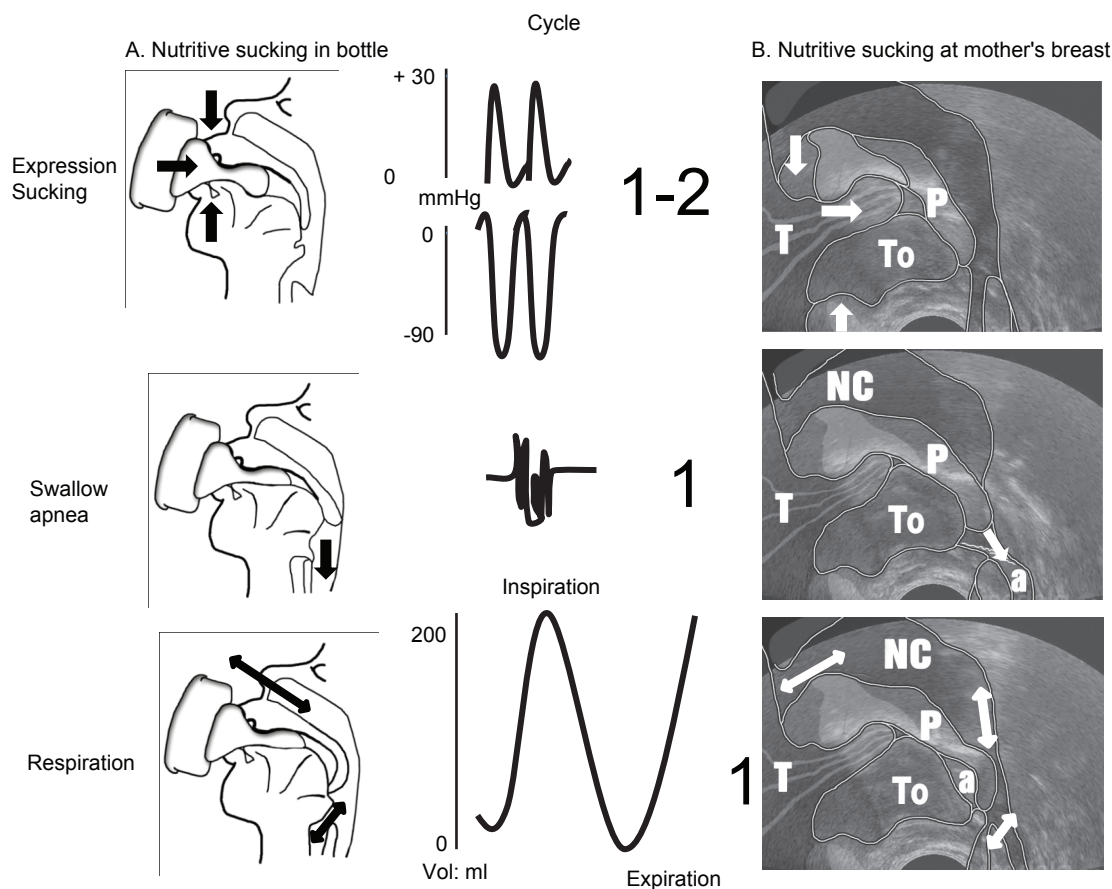 Cycle
A. Nutritive sucking in bottle
B. Nutritive sucking at mother's breast
+ 30
Expression
Sucking
0
mmHg
1-2
0
-90
P
T
To
Swallow
apnea
1
NC
P
T
To
a
Inspiration
200
Respiration
1
NC
P
T
a
To
0
Vol: ml
Expiration